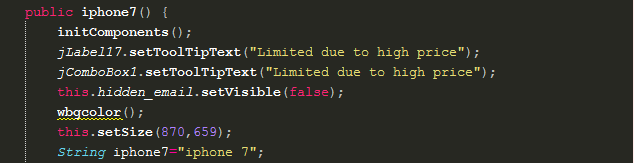 public iphone7() {
initComponents();
jLabel17.setToolTipText("Limited due to high price");
jComboBox1.setToolTipText("Limited due to high price");
this.hidden_email.setVisible(false);
wbgcolor();
this.setSize(870,659);
String iphone7="iphone 7";